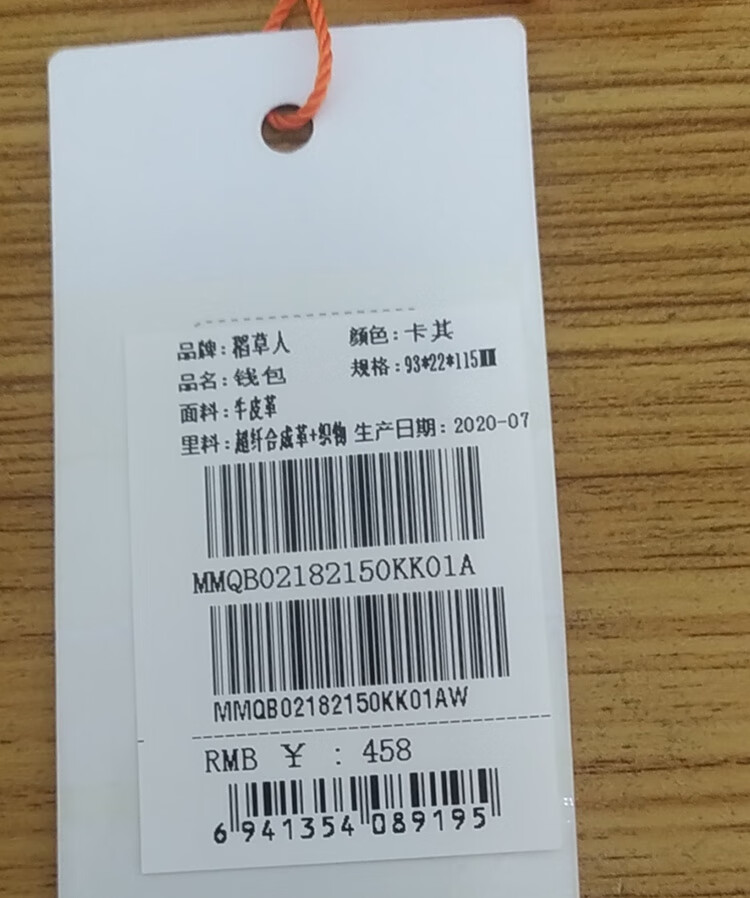 品牌:稻草人 颜色:卡其
品名:钱包 规格:93*22*115MM
面料:牛皮革
里料:超纤合成革+织物 生产日期:2020-07
MMQB02182150KK01A
MMQB02182150KK01AW
RMB ¥ : 458
6 941354 089195